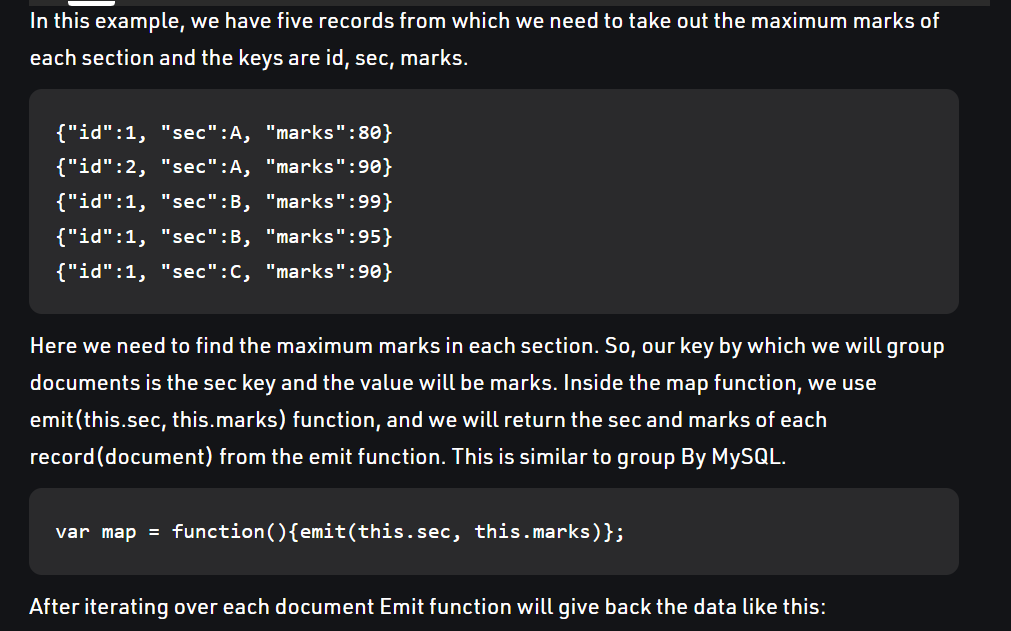 In this example, we have five records from which we need to take out the maximum marks of
each section and the keys are id, sec, marks.
{"id":1, "sec":A, "marks":80}
{"id":2, "sec":A, "marks":90}
{"id":1, "sec":B, "marks":99}
{"id":1, "sec":B, "marks":95}
{"id":1, "sec":C, "marks":90}
Here we need to find the maximum marks in each section. So, our key by which we will group
documents is the sec key and the value will be marks. Inside the map function, we use
emit(this.sec, this.marks) function, and we will return the sec and marks of each
record(document) from the emit function. This is similar to group By MySQL.
var map = function(){emit(this.sec, this.marks)};
After iterating over each document Emit function will give back the data like this: